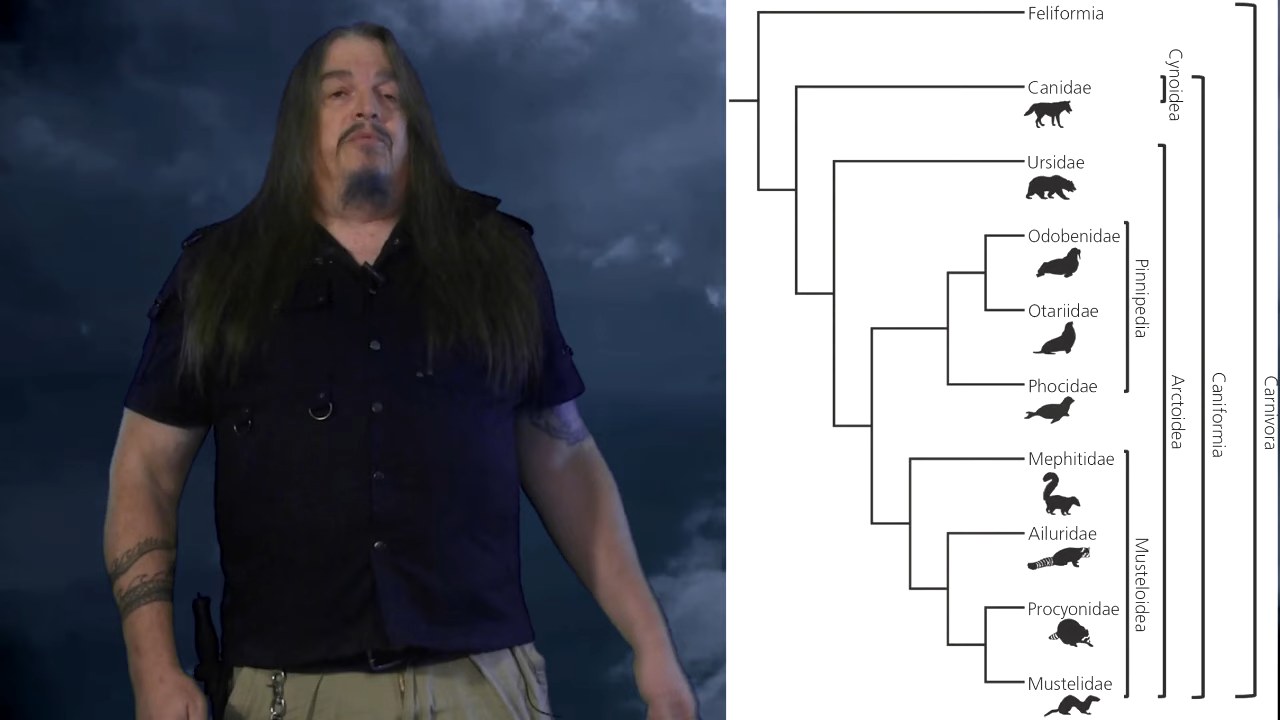 Feliformia
Canidae
Ursidae
Odobenidae
Otariidae
Phocidae
Mephitidae
Ailuridae
Procyonidae
Mustelidae
Cynoidea
Pinnipedia
Musteloidea
Arctoidea
Caniformia
Carnivora